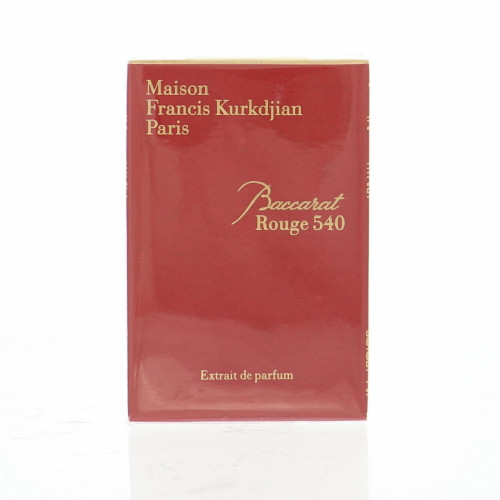 Maison
Francis Kurkdjian
Paris
Baccarat
Rouge 540
Extrait de parfum